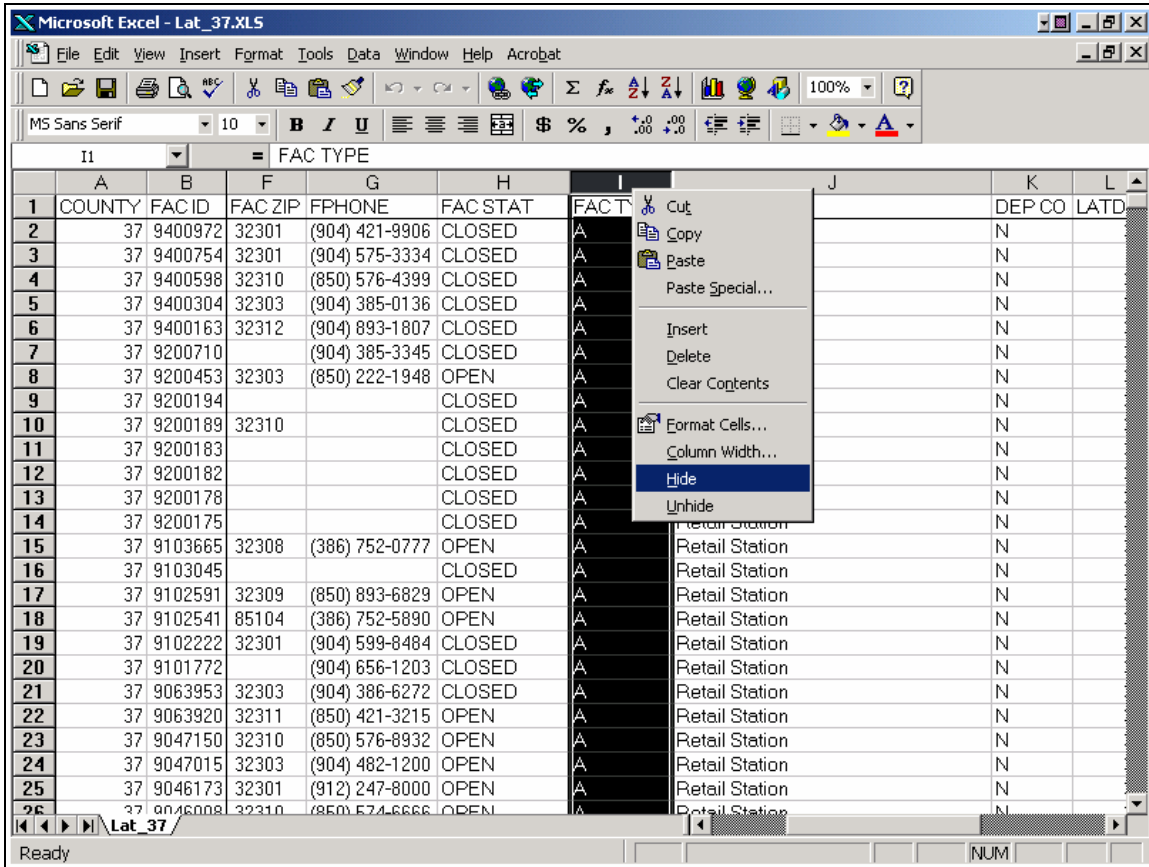 Microsoft Excel - Lat_37.XLS
File Edit View Insert Format Tools Data Window Help Acrobat
100%
MS Sans Serif 10 B I U $ % ,
I1 = FAC TYPE
A B F G H I J K L
1 COUNTY FAC ID FAC ZIP FPHONE FAC STAT FAC TY DEP CO LATD
2 37 9400972 32301 (904) 421-9906 CLOSED A N
3 37 9400754 32301 (904) 575-3334 CLOSED A N
4 37 9400598 32310 (850) 576-4399 CLOSED A N
5 37 9400304 32303 (904) 385-0136 CLOSED A N
6 37 9400163 32312 (904) 893-1807 CLOSED A N
7 37 9200710 (904) 385-3345 CLOSED A N
8 37 9200453 32303 (850) 222-1948 OPEN A N
9 37 9200194 CLOSED A N
10 37 9200189 32310 CLOSED A N
11 37 9200183 CLOSED A N
12 37 9200182 CLOSED A N
13 37 9200178 CLOSED A N
14 37 9200175 CLOSED A Retail Station N
15 37 9103665 32308 (386) 752-0777 OPEN A Retail Station N
16 37 9103045 CLOSED A Retail Station N
17 37 9102591 32309 (850) 893-6829 OPEN A Retail Station N
18 37 9102541 85104 (386) 752-5890 OPEN A Retail Station N
19 37 9102222 32301 (904) 599-8484 CLOSED A Retail Station N
20 37 9101772 (904) 656-1203 CLOSED A Retail Station N
21 37 9063953 32303 (904) 386-6272 CLOSED A Retail Station N
22 37 9063920 32311 (850) 421-3215 OPEN A Retail Station N
23 37 9047150 32310 (850) 576-8932 OPEN A Retail Station N
24 37 9047015 32303 (904) 482-1200 OPEN A Retail Station N
25 37 9046173 32301 (912) 247-8000 OPEN A Retail Station N
26 37 9046008 32310 (850) 574-6666 OPEN A Retail Station N
Cut
Copy
Paste
Paste Special...
Insert
Delete
Clear Contents
Format Cells...
Column Width...
Hide
Unhide
Lat_37
Ready NUM